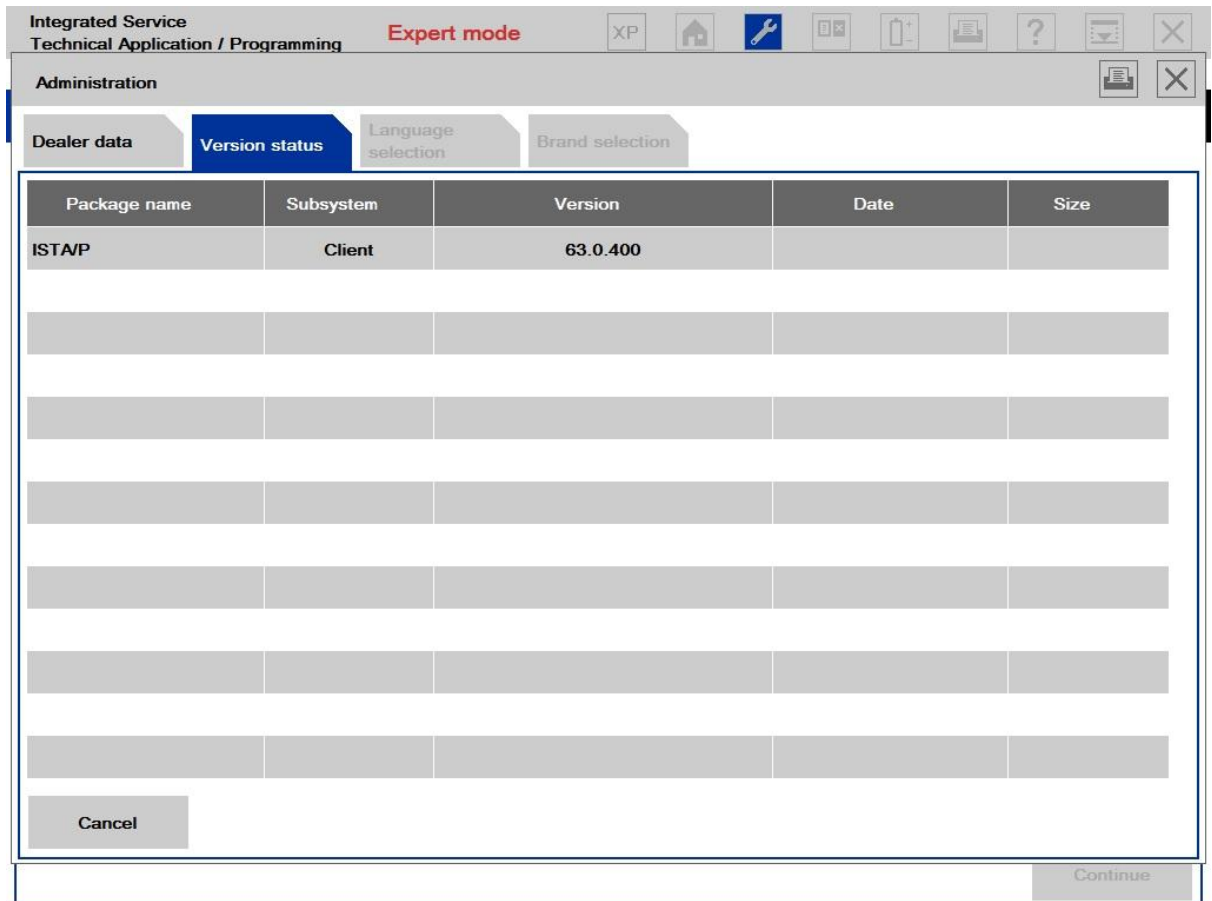 Integrated Service
Technical Application / Programming
Expert mode
XP
?
Administration
Dealer data
Version status
Language
selection
Brand selection
Package name Subsystem Version Date Size
ISTA/P Client 63.0.400
Cancel
Continue